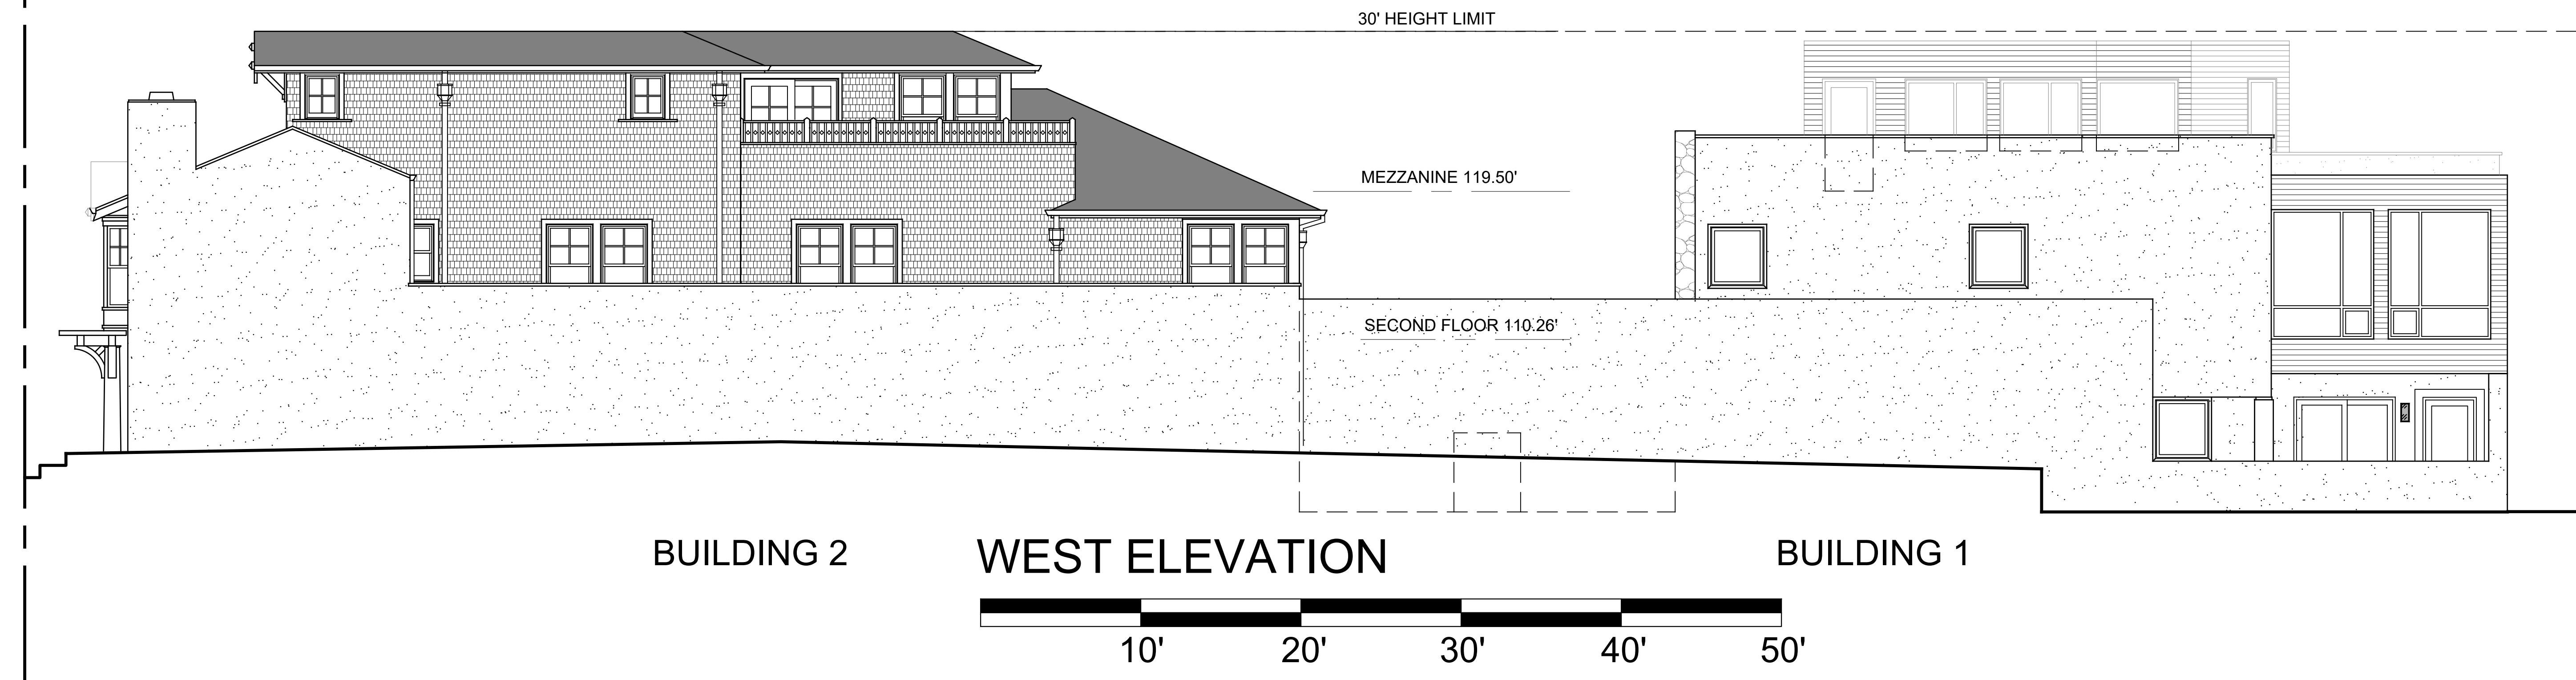 30' HEIGHT LIMIT
MEZZANINE 119.50'
SECOND FLOOR 110.26'
BUILDING 2
WEST ELEVATION
BUILDING 1
10' 20' 30' 40' 50'